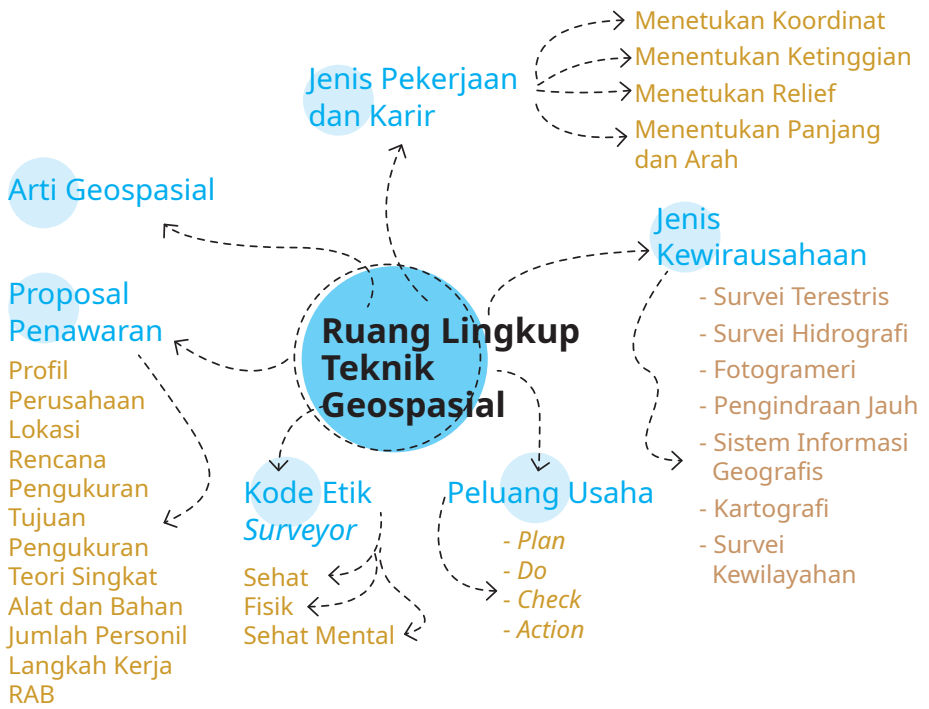 Menetukan Koordinat
Menentukan Ketinggian
Menetukan Relief
Menentukan Panjang
dan Arah
Jenis Pekerjaan
dan Karir
Arti Geospasial
Jenis
Kewirausahaan
- Survei Terestris
- Survei Hidrografi
- Fotogrameri
- Pengindraan Jauh
- Sistem Informasi
Geografis
- Kartografi
- Survei
Kewilayahan
Ruang Lingkup
Teknik
Geospasial
Proposal
Penawaran
Profil
Perusahaan
Lokasi
Rencana
Pengukuran
Tujuan
Pengukuran
Teori Singkat
Alat dan Bahan
Jumlah Personil
Langkah Kerja
RAB
Kode Etik
Surveyor
Sehat
Fisik
Sehat Mental
Peluang Usaha
- Plan
- Do
- Check
- Action